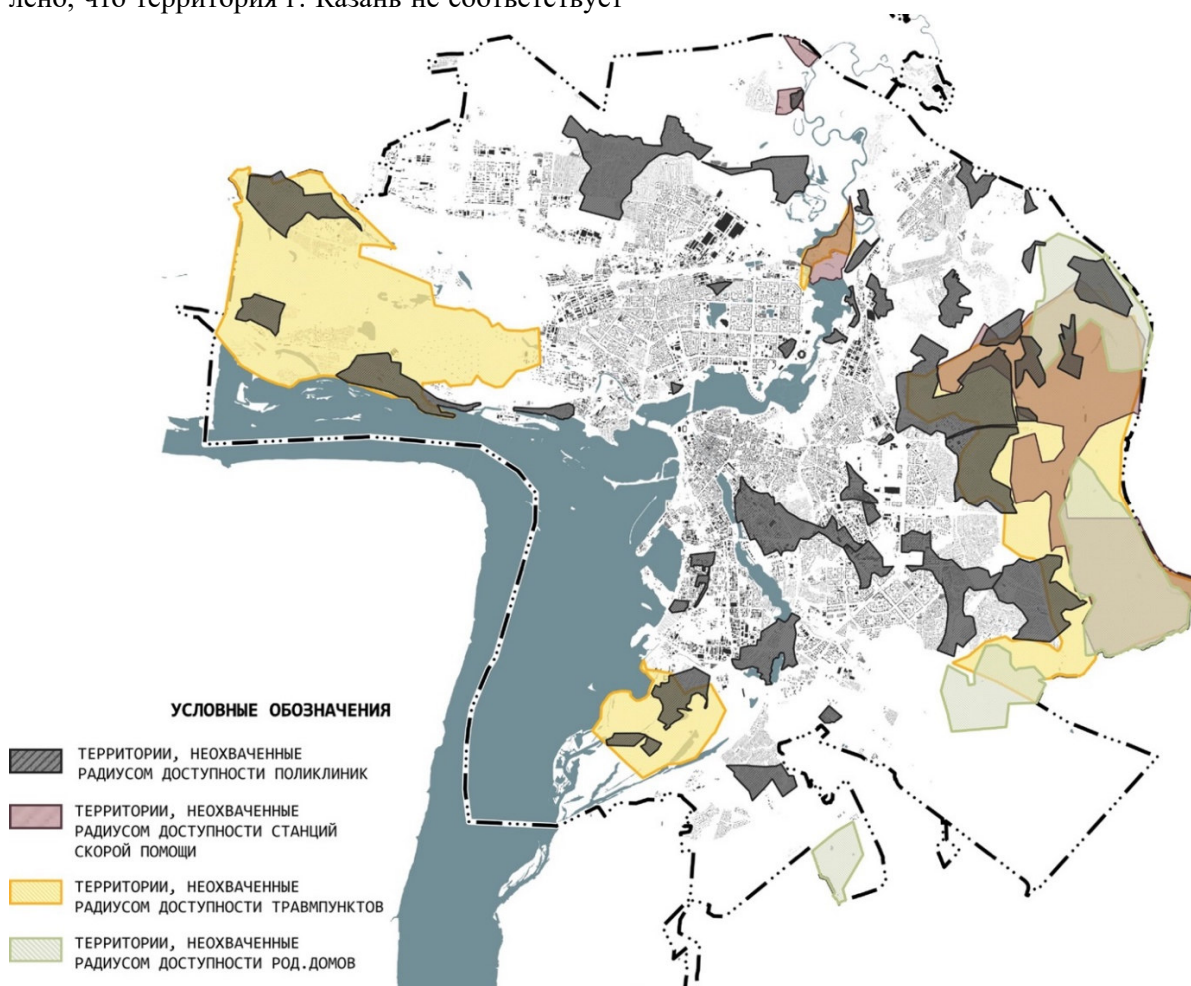 лено, что территория г. Казань не соответствует
УСЛОВНЫЕ ОБОЗНАЧЕНИЯ
ТЕРРИТОРИИ, НЕОХВАЧЕННЫЕ
РАДИУСОМ ДОСТУПНОСТИ ПОЛИКЛИНИК
ТЕРРИТОРИИ, НЕОХВАЧЕННЫЕ
РАДИУСОМ ДОСТУПНОСТИ СТАНЦИЙ
СКОРОЙ ПОМОЩИ
ТЕРРИТОРИИ, НЕОХВАЧЕННЫЕ
РАДИУСОМ ДОСТУПНОСТИ ТРАВМПУНКТОВ
ТЕРРИТОРИИ, НЕОХВАЧЕННЫЕ
РАДИУСОМ ДОСТУПНОСТИ РОД.ДОМОВ